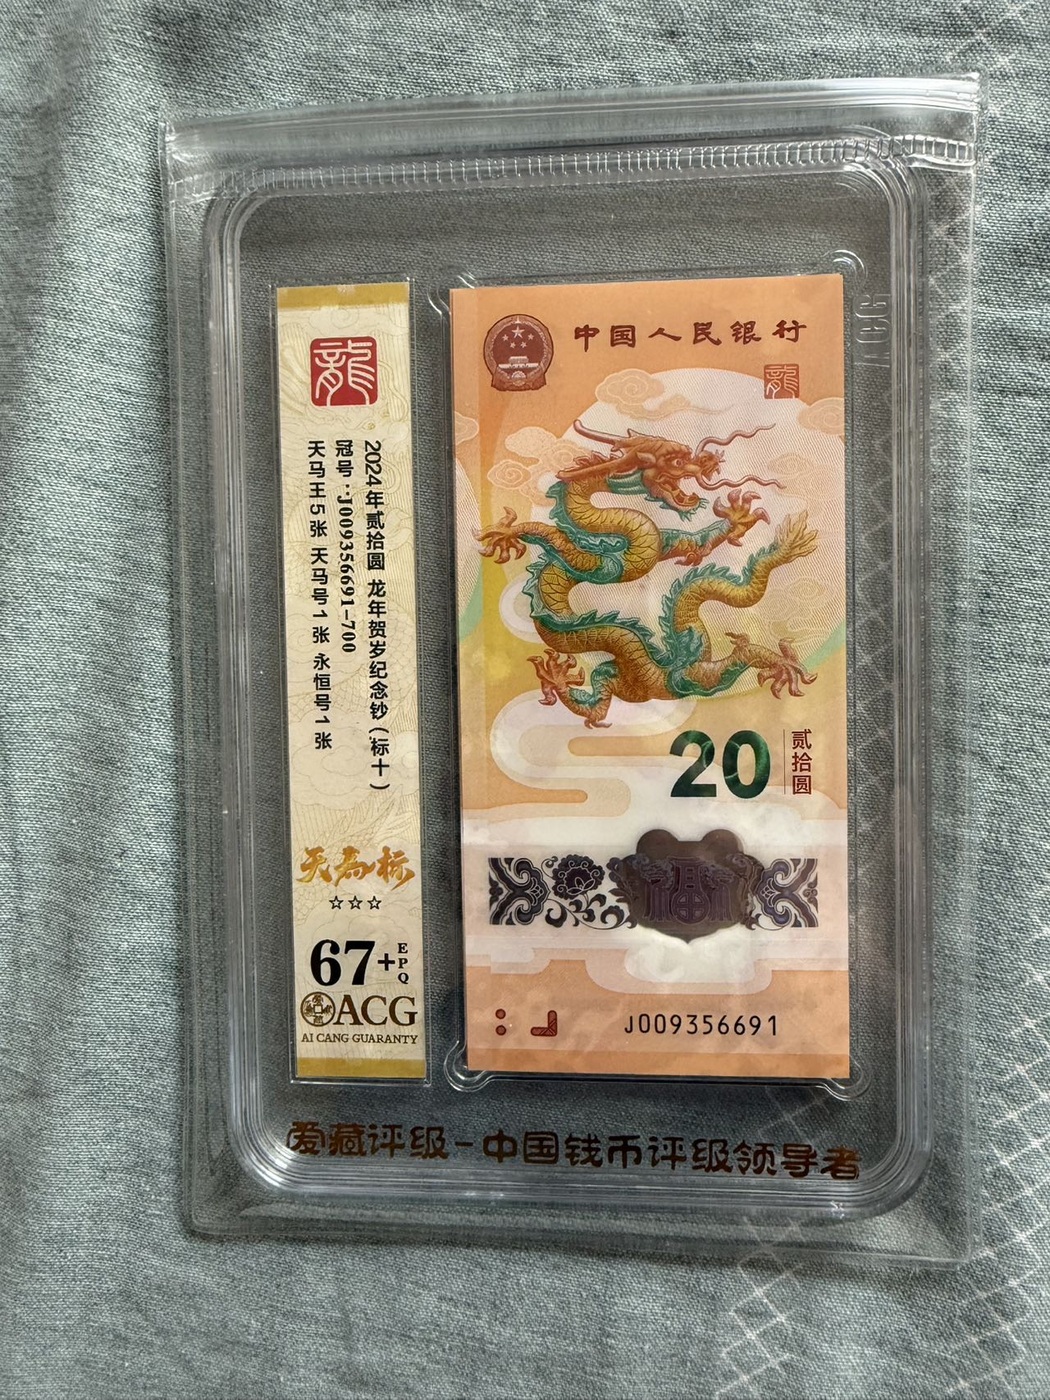 龍
2024年贰拾圆 龙年贺岁纪念钞(标十)
冠号:J009356691-700
天马王5张 天马号1张 永恒号1张
天马标
☆☆☆
67+EPQ
ACG
AI CANG GUARANTY
中国人民银行
龍
20
贰拾圆
福
J009356691
爱藏评级-中国钱币评级领导者